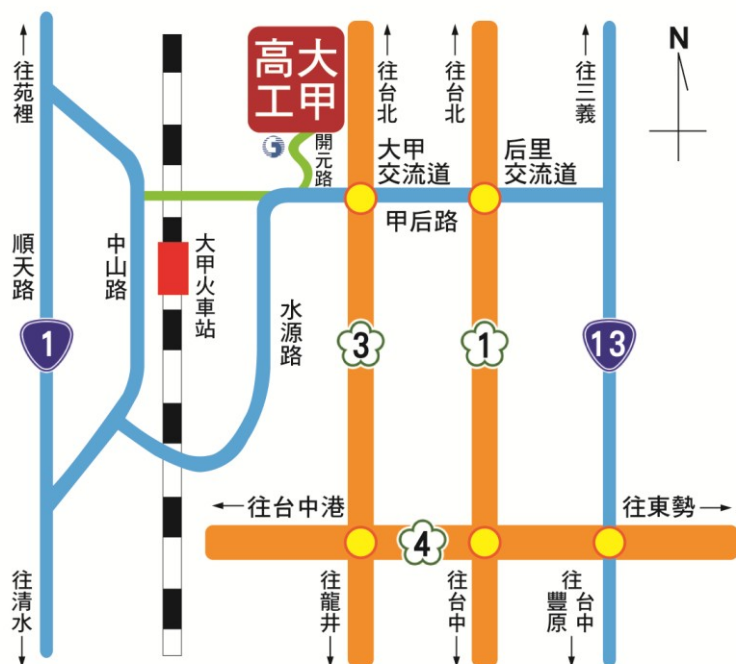 往苑裡
高大
工甲
開元路
往台北
往台北
往三義
N
大甲
交流道
后里
交流道
甲后路
順天路
中山路
大甲火車站
水源路
1
3
1
13
往台中港
往東勢
4
往清水
往龍井
往台中
往台中
豐原